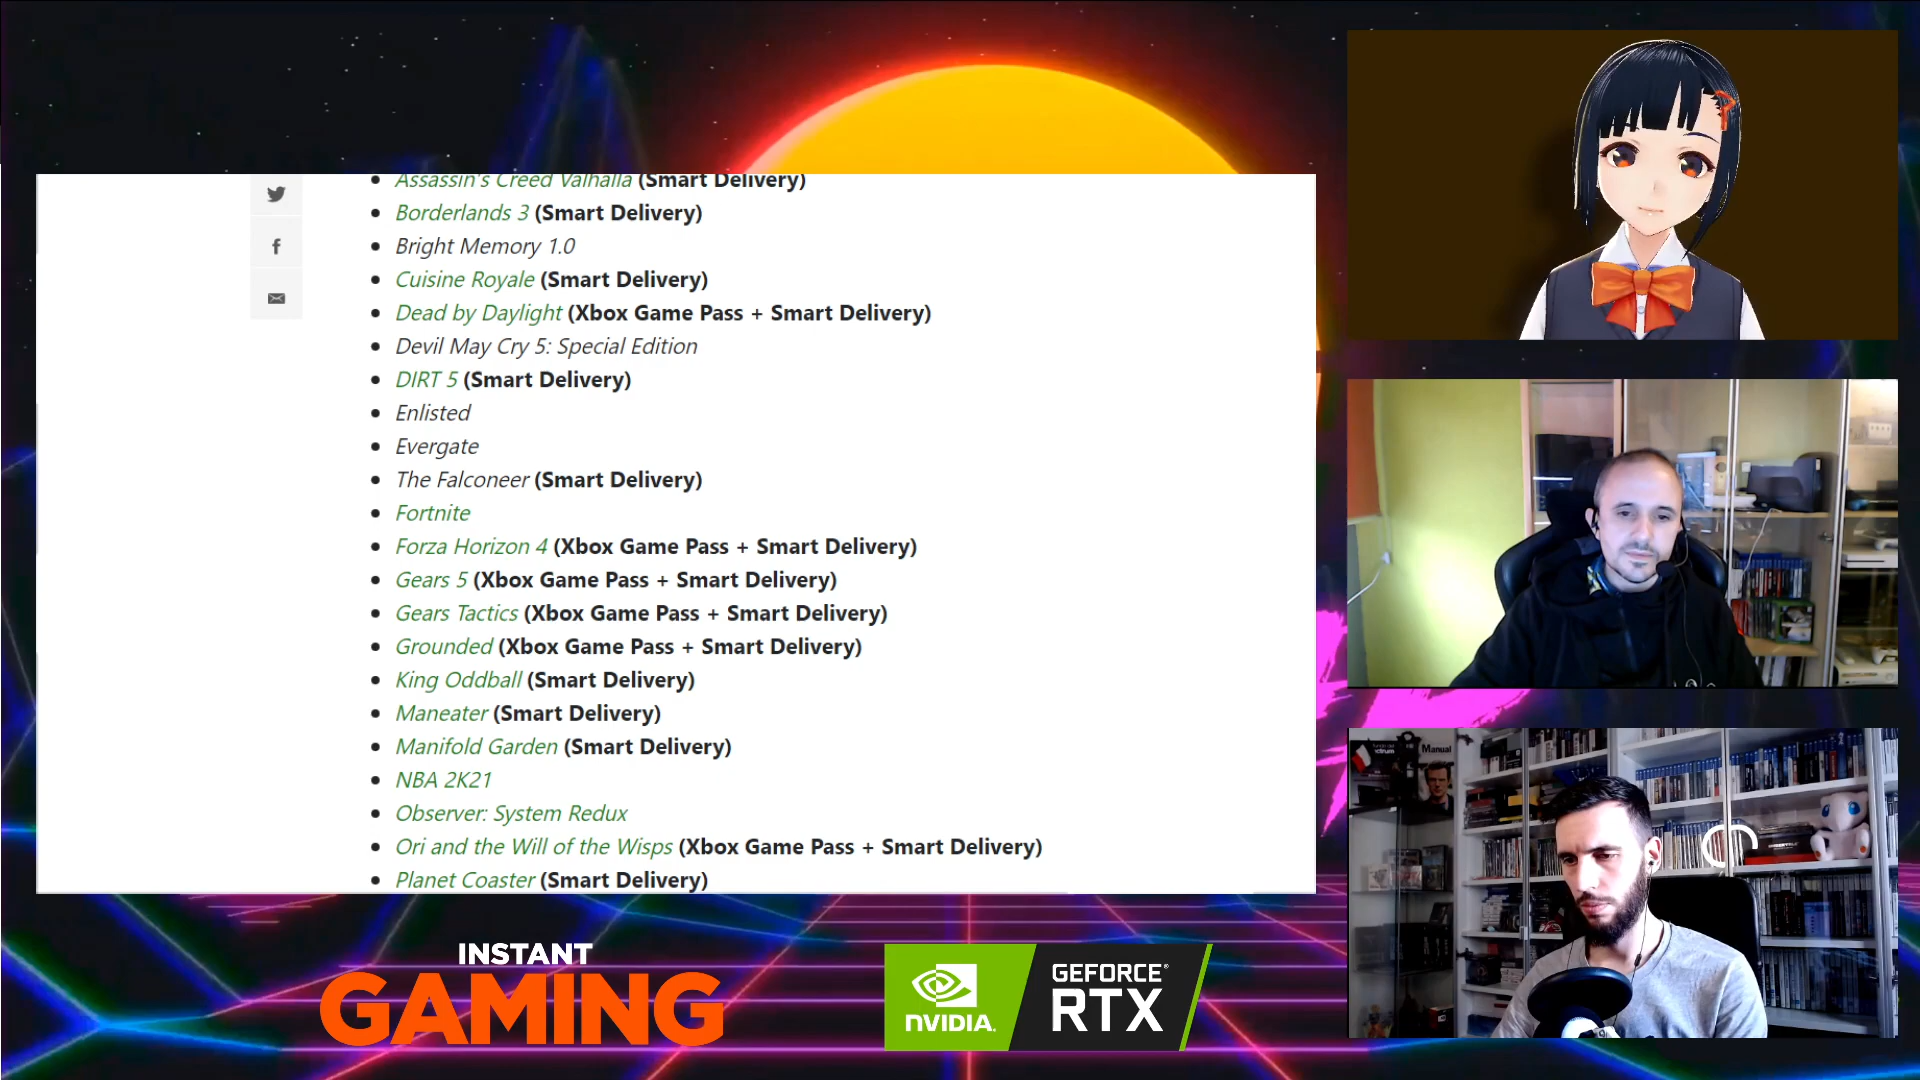 Assassin's Creed Valhalla (Smart Delivery)
Borderlands 3 (Smart Delivery)
Bright Memory 1.0
Cuisine Royale (Smart Delivery)
Dead by Daylight (Xbox Game Pass + Smart Delivery)
Devil May Cry 5: Special Edition
DIRT 5 (Smart Delivery)
Enlisted
Evergate
The Falconeer (Smart Delivery)
Fortnite
Forza Horizon 4 (Xbox Game Pass + Smart Delivery)
Gears 5 (Xbox Game Pass + Smart Delivery)
Gears Tactics (Xbox Game Pass + Smart Delivery)
Grounded (Xbox Game Pass + Smart Delivery)
King Oddball (Smart Delivery)
Maneater (Smart Delivery)
Manifold Garden (Smart Delivery)
NBA 2K21
Observer: System Redux
Ori and the Will of the Wisps (Xbox Game Pass + Smart Delivery)
Planet Coaster (Smart Delivery)
Manual
INSTANT
GAMING
NVIDIA.
GEFORCE®
RTX